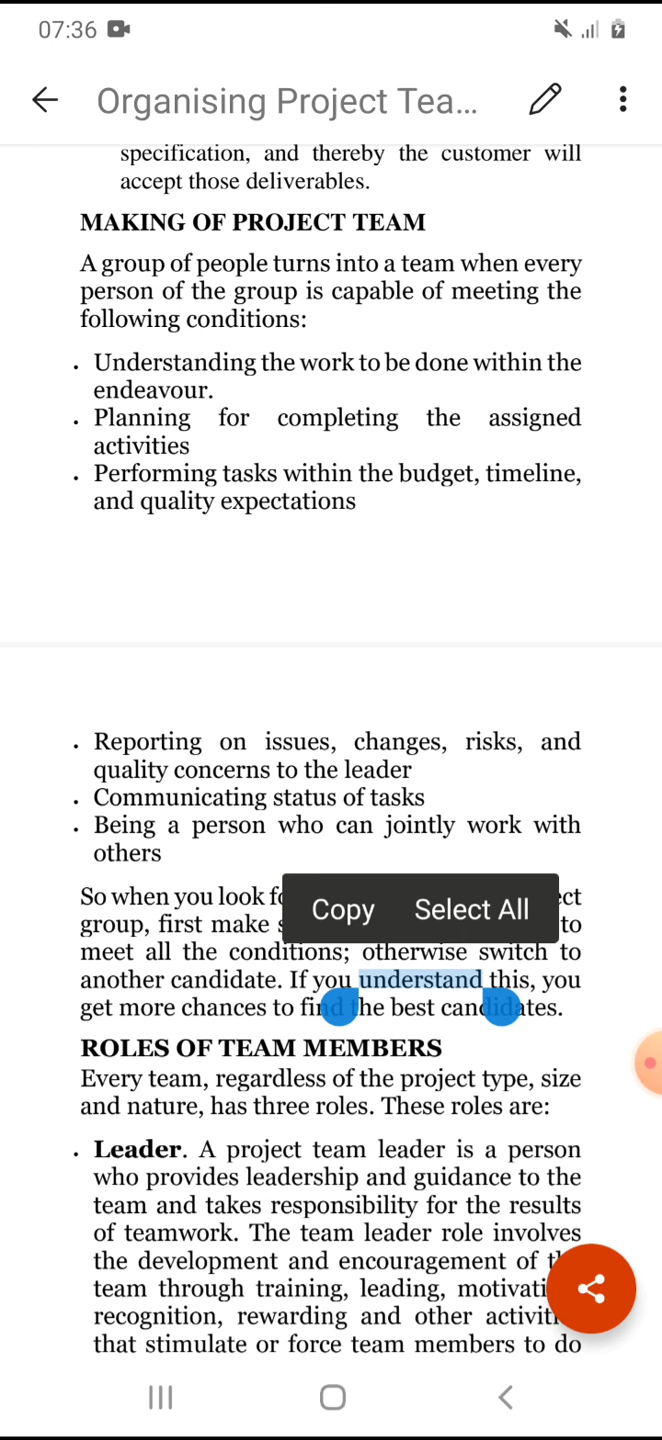 07:36
Organising Project Tea...
specification, and thereby the customer will
accept those deliverables.
MAKING OF PROJECT TEAM
A group of people turns into a team when every
person of the group is capable of meeting the
following conditions:
• Understanding the work to be done within the
endeavour.
• Planning for completing the assigned
activities
• Performing tasks within the budget, timeline,
and quality expectations
• Reporting on issues, changes, risks, and
quality concerns to the leader
• Communicating status of tasks
• Being a person who can jointly work with
others
So when you look
Copy Select All
group, first make to
meet all the conditions; otherwise switch to
another candidate. If you understand this, you
get more chances to find the best candidates.
ROLES OF TEAM MEMBERS
Every team, regardless of the project type, size
and nature, has three roles. These roles are:
• Leader. A project team leader is a person
who provides leadership and guidance to the
team and takes responsibility for the results
of teamwork. The team leader role involves
the development and encouragement of
team through training, leading,
recognition, rewarding and other
that stimulate or force team members to do